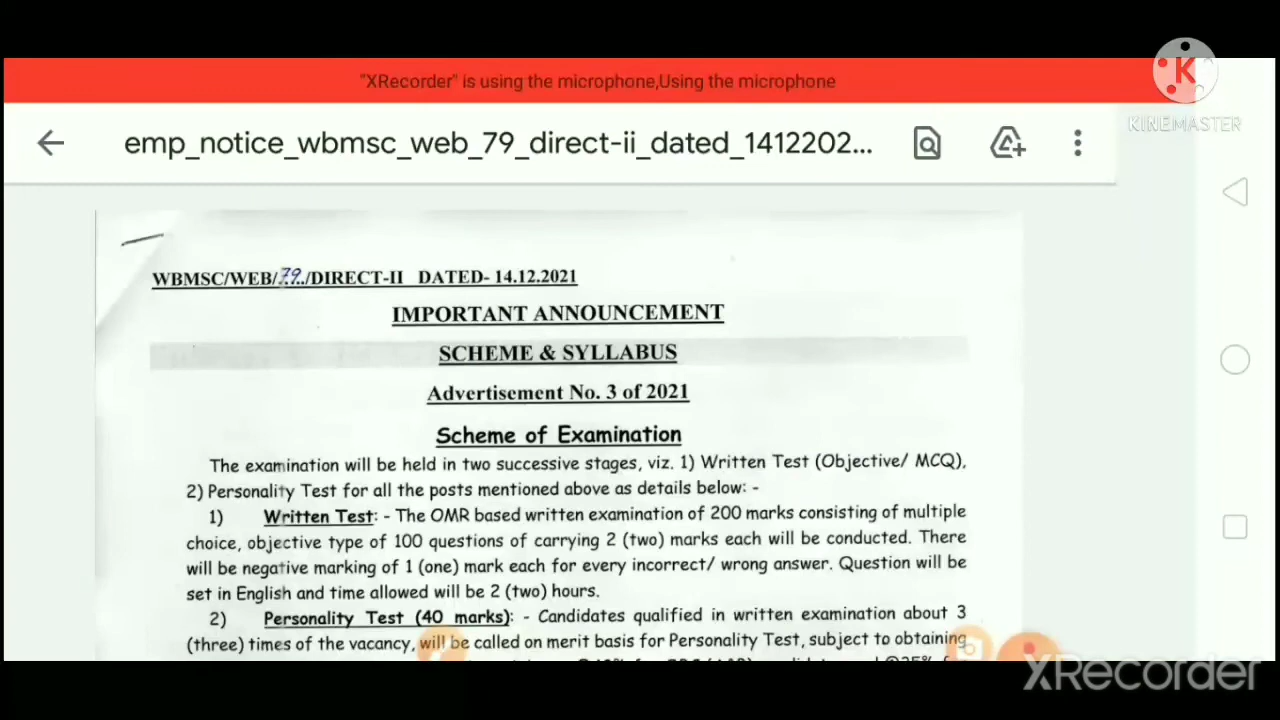 "XRecorder" is using the microphone,Using the microphone
K
KINEMASTER
emp_notice_wbmsc_web_79_direct-ii_dated_1412202...
WBMSC/WEB/79../DIRECT-II DATED- 14.12.2021
IMPORTANT ANNOUNCEMENT
SCHEME & SYLLABUS
Advertisement No. 3 of 2021
Scheme of Examination
The examination will be held in two successive stages, viz. 1) Written Test (Objective/ MCQ),
2) Personality Test for all the posts mentioned above as details below: -
1) Written Test: - The OMR based written examination of 200 marks consisting of multiple
choice, objective type of 100 questions of carrying 2 (two) marks each will be conducted. There
will be negative marking of 1 (one) mark each for every incorrect/ wrong answer. Question will be
set in English and time allowed will be 2 (two) hours.
2) Personality Test (40 marks): - Candidates qualified in written examination about 3
(three) times of the vacancy, will be called on merit basis for Personality Test, subject to obtaining
XRecorder